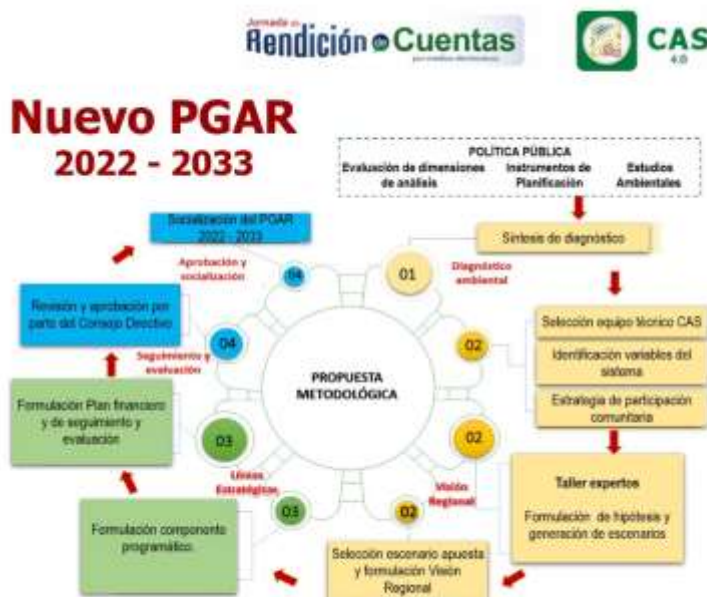 Jornada de
Rendición de Cuentas
por medios electrónicos
CAS
4.0
Nuevo PGAR
2022 - 2033
POLÍTICA PÚBLICA
Evaluación de dimensiones
de análisis
Instrumentos de
Planificación
Estudios
Ambientales
Socialización del PGAR
2022 - 2033
Síntesis de diagnóstico
Aprobación y
socialización
04
01
Diagnóstico
ambiental
Revisión y aprobación por
parte del Consejo Directivo
04
02
Selección equipo técnico CAS
Identificación variables del
sistema
Estrategia de participación
comunitaria
Seguimiento y
evaluación
PROPUESTA
METODOLÓGICA
Formulación Plan financiero
y de seguimiento y
evaluación
03
02
Líneas
Estratégicas
Visión
Regional
Taller expertos
Formulación de hipótesis y
generación de escenarios
03
02
Formulación componente
programático.
Selección escenario apuesta
y formulación Visión
Regional